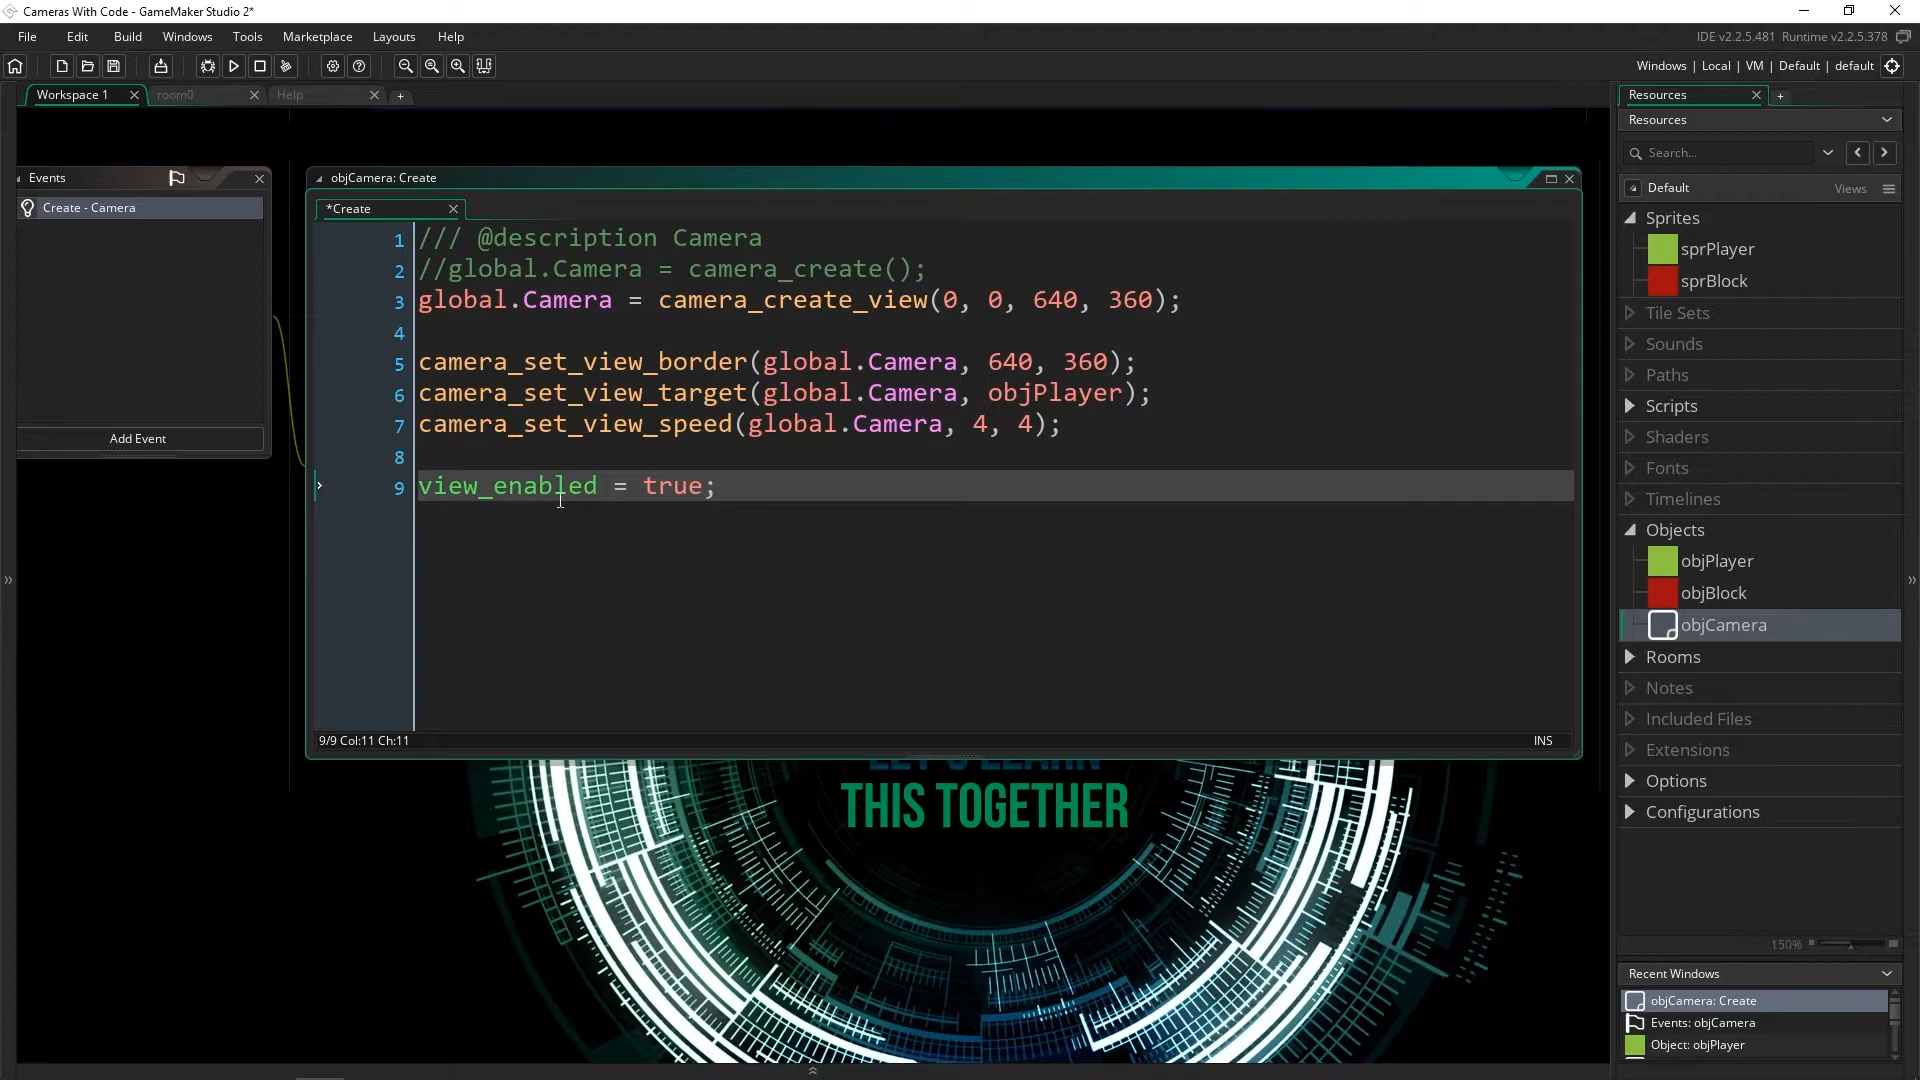 Cameras With Code - GameMaker Studio 2*
File Edit Build Windows Tools Marketplace Layouts Help
IDE v2.2.5.481 Runtime v2.2.5.378
Windows | Local | VM | Default | default
Workspace 1
room0
Help
+
Resources
+
Resources
Search...
Default
Views
Sprites
sprPlayer
sprBlock
Tile Sets
Sounds
Paths
Scripts
Shaders
Fonts
Timelines
Objects
objPlayer
objBlock
objCamera
Rooms
Notes
Included Files
Extensions
Options
Configurations
150%
Recent Windows
objCamera: Create
Events: objCamera
Object: objPlayer
Events
Create - Camera
Add Event
objCamera: Create
*Create
1 /// @description Camera
2 //global.Camera = camera_create();
3 global.Camera = camera_create_view(0, 0, 640, 360);
4
5 camera_set_view_border(global.Camera, 640, 360);
6 camera_set_view_target(global.Camera, objPlayer);
7 camera_set_view_speed(global.Camera, 4, 4);
8
9 view_enabled = true;
9/9 Col:11 Ch:11
INS
LET'S LEARN
THIS TOGETHER